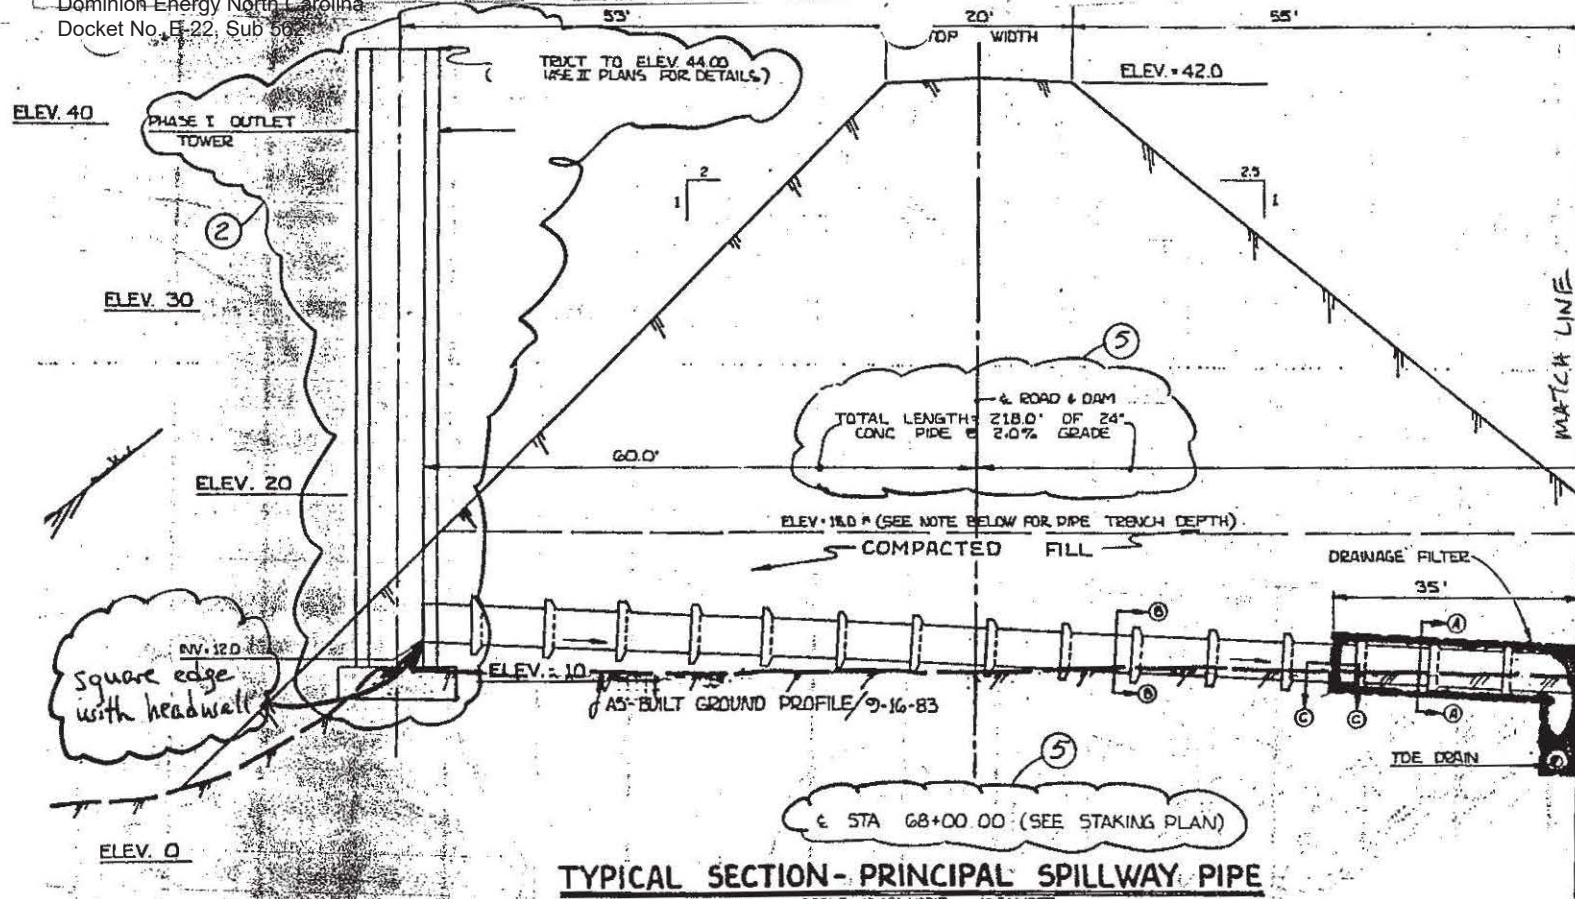 Dominion Energy North Carolina
Docket No. E-22, Sub 562
53'
20'
55'
TOP WIDTH
TRUCT TO ELEV. 44.00
ASE II PLANS FOR DETAILS)
ELEV. = 42.0
ELEV. 40
PHASE I OUTLET
TOWER
2
1
2.5
1
2
ELEV. 30
MATCH LINE
5
℄ ROAD & DAM
TOTAL LENGTH = 218.0' OF 24"
CONC PIPE @ 2.0% GRADE
60.0'
ELEV. 20
ELEV = 18.0 ± (SEE NOTE BELOW FOR PIPE TRENCH DEPTH)
COMPACTED FILL
DRAINAGE FILTER
35'
B
A
INV. = 12.0
ELEV. = 10
square edge
with headwall
AS-BUILT GROUND PROFILE / 9-16-83
B
C
C
A
TOE DRAIN
5
℄ STA 68+00.00 (SEE STAKING PLAN)
ELEV. 0
TYPICAL SECTION - PRINCIPAL SPILLWAY PIPE